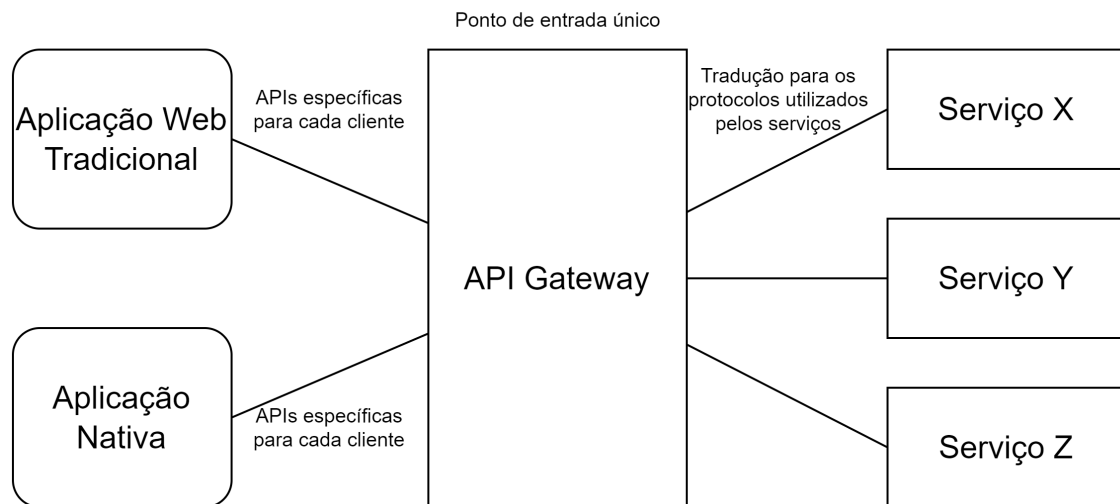 Ponto de entrada único
Aplicação Web
Tradicional
APIs específicas
para cada cliente
Tradução para os
protocolos utilizados
pelos serviços
Serviço X
API Gateway
Serviço Y
Aplicação
Nativa
APIs específicas
para cada cliente
Serviço Z